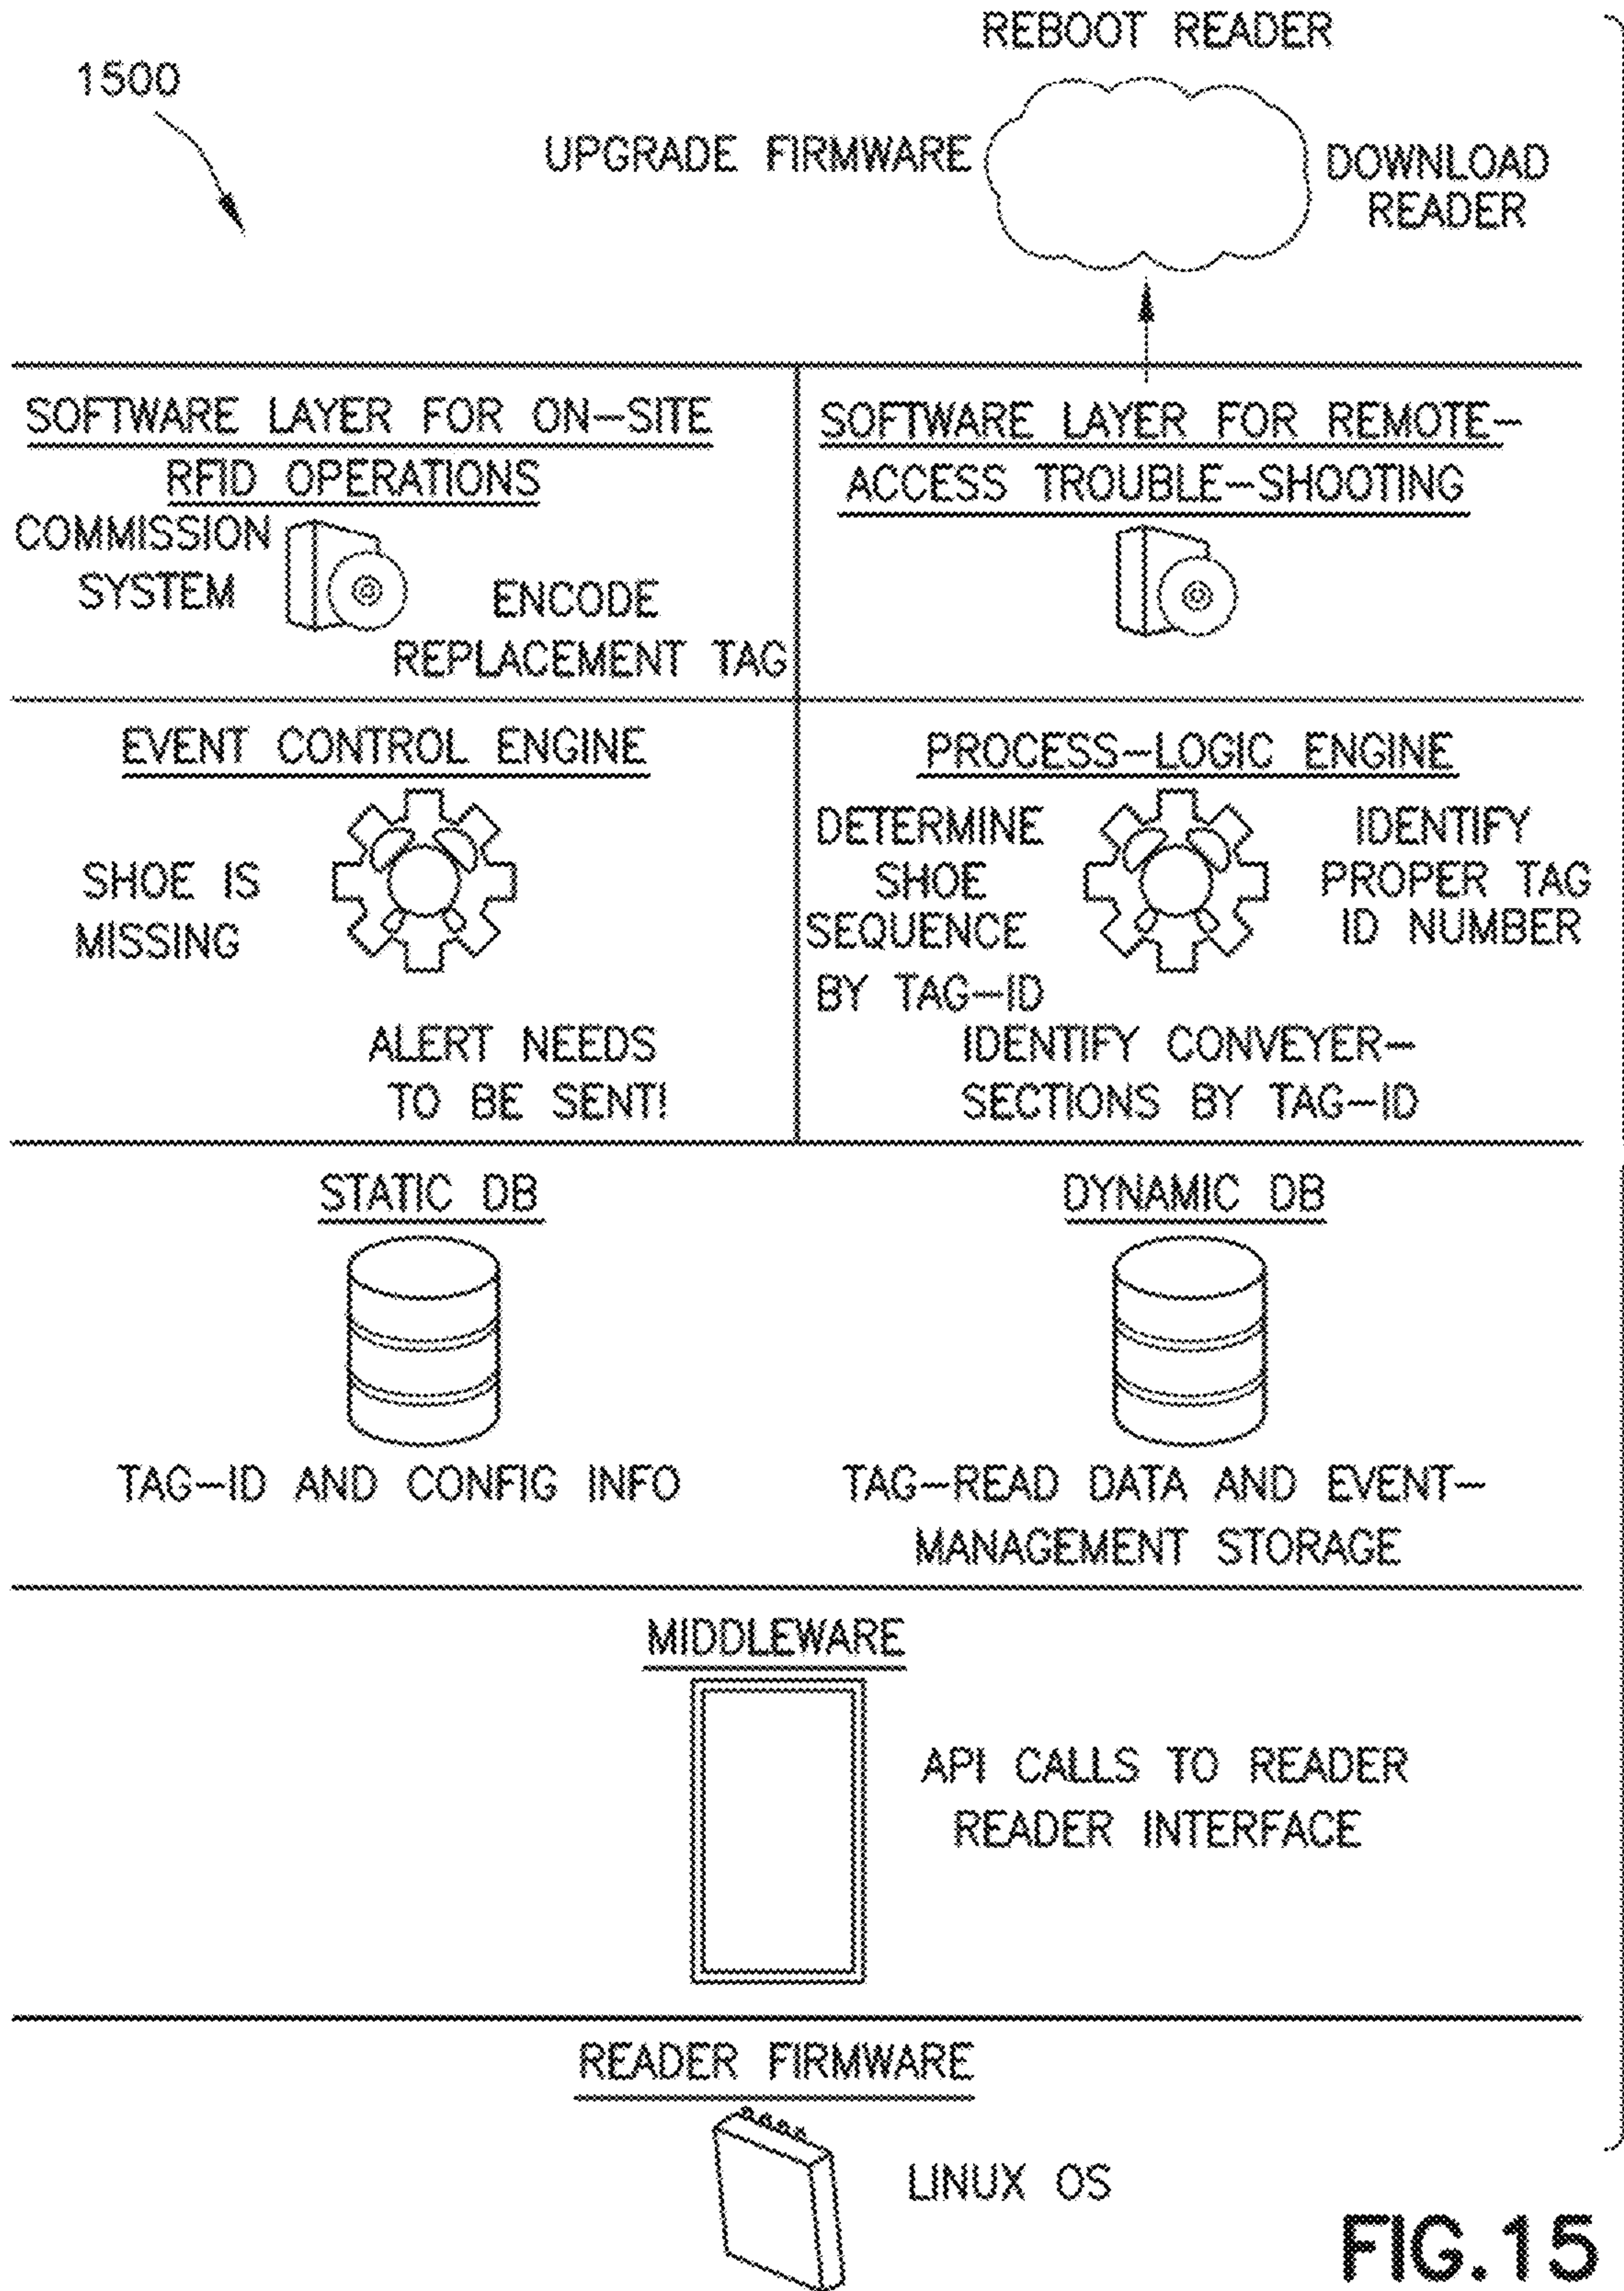 REBOOT READER
1500
UPGRADE FIRMWARE
DOWNLOAD
READER
SOFTWARE LAYER FOR ON-SITE
RFID OPERATIONS
COMMISSION
SYSTEM
ENCODE
REPLACEMENT TAG
SOFTWARE LAYER FOR REMOTE-
ACCESS TROUBLE-SHOOTING
EVENT CONTROL ENGINE
SHOE IS
MISSING
ALERT NEEDS
TO BE SENT!
PROCESS-LOGIC ENGINE
DETERMINE
SHOE
SEQUENCE
BY TAG-ID
IDENTIFY
PROPER TAG
ID NUMBER
IDENTIFY CONVEYER-
SECTIONS BY TAG-ID
STATIC DB
TAG-ID AND CONFIG INFO
DYNAMIC DB
TAG-READ DATA AND EVENT-
MANAGEMENT STORAGE
MIDDLEWARE
API CALLS TO READER
READER INTERFACE
READER FIRMWARE
LINUX OS
FIG.15